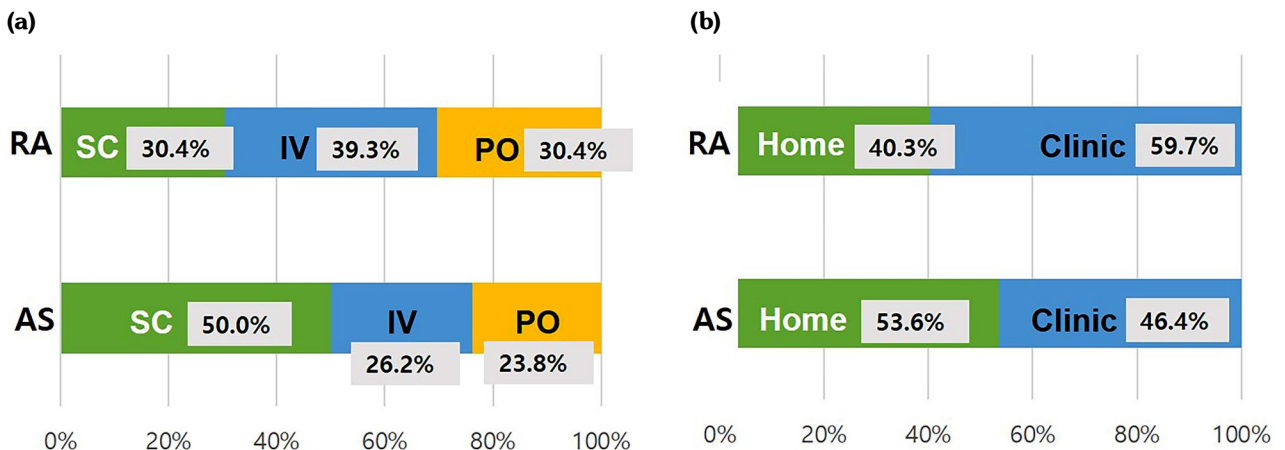 (a)
RA SC 30.4% IV 39.3% PO 30.4%
AS SC 50.0% IV 26.2% PO 23.8%
0% 20% 40% 60% 80% 100%
(b)
RA Home 40.3% Clinic 59.7%
AS Home 53.6% Clinic 46.4%
0% 20% 40% 60% 80% 100%